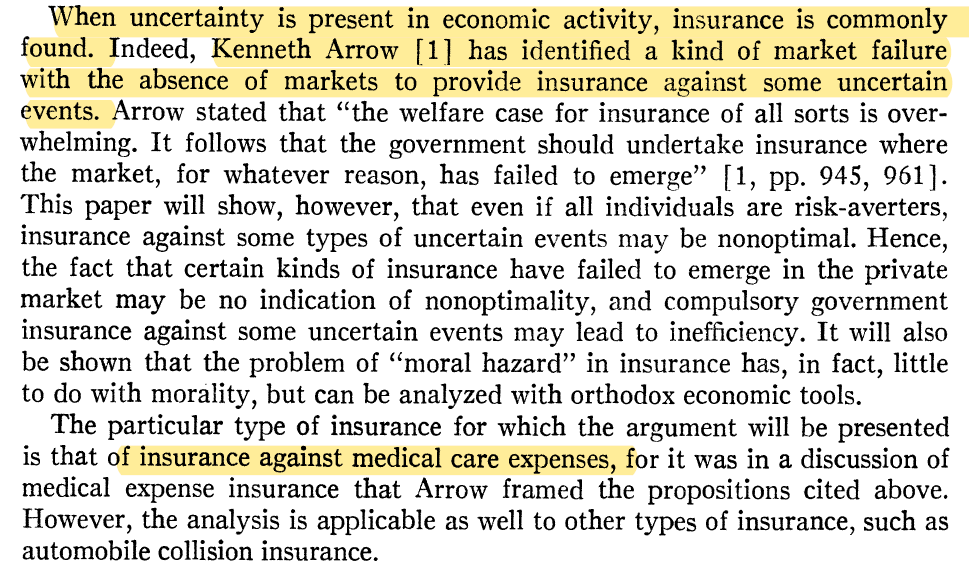 When uncertainty is present in economic activity, insurance is commonly
found. Indeed, Kenneth Arrow [1] has identified a kind of market failure
with the absence of markets to provide insurance against some uncertain
events. Arrow stated that “the welfare case for insurance of all sorts is over-
whelming. It follows that the government should undertake insurance where
the market, for whatever reason, has failed to emerge” [1, pp. 945, 961].
This paper will show, however, that even if all individuals are risk-averters,
insurance against some types of uncertain events may be nonoptimal. Hence,
the fact that certain kinds of insurance have failed to emerge in the private
market may be no indication of nonoptimality, and compulsory government
insurance against some uncertain events may lead to inefficiency. It will also
be shown that the problem of “moral hazard” in insurance has, in fact, little
to do with morality, but can be analyzed with orthodox economic tools.
The particular type of insurance for which the argument will be presented
is that of insurance against medical care expenses, for it was in a discussion of
medical expense insurance that Arrow framed the propositions cited above.
However, the analysis is applicable as well to other types of insurance, such as
automobile collision insurance.